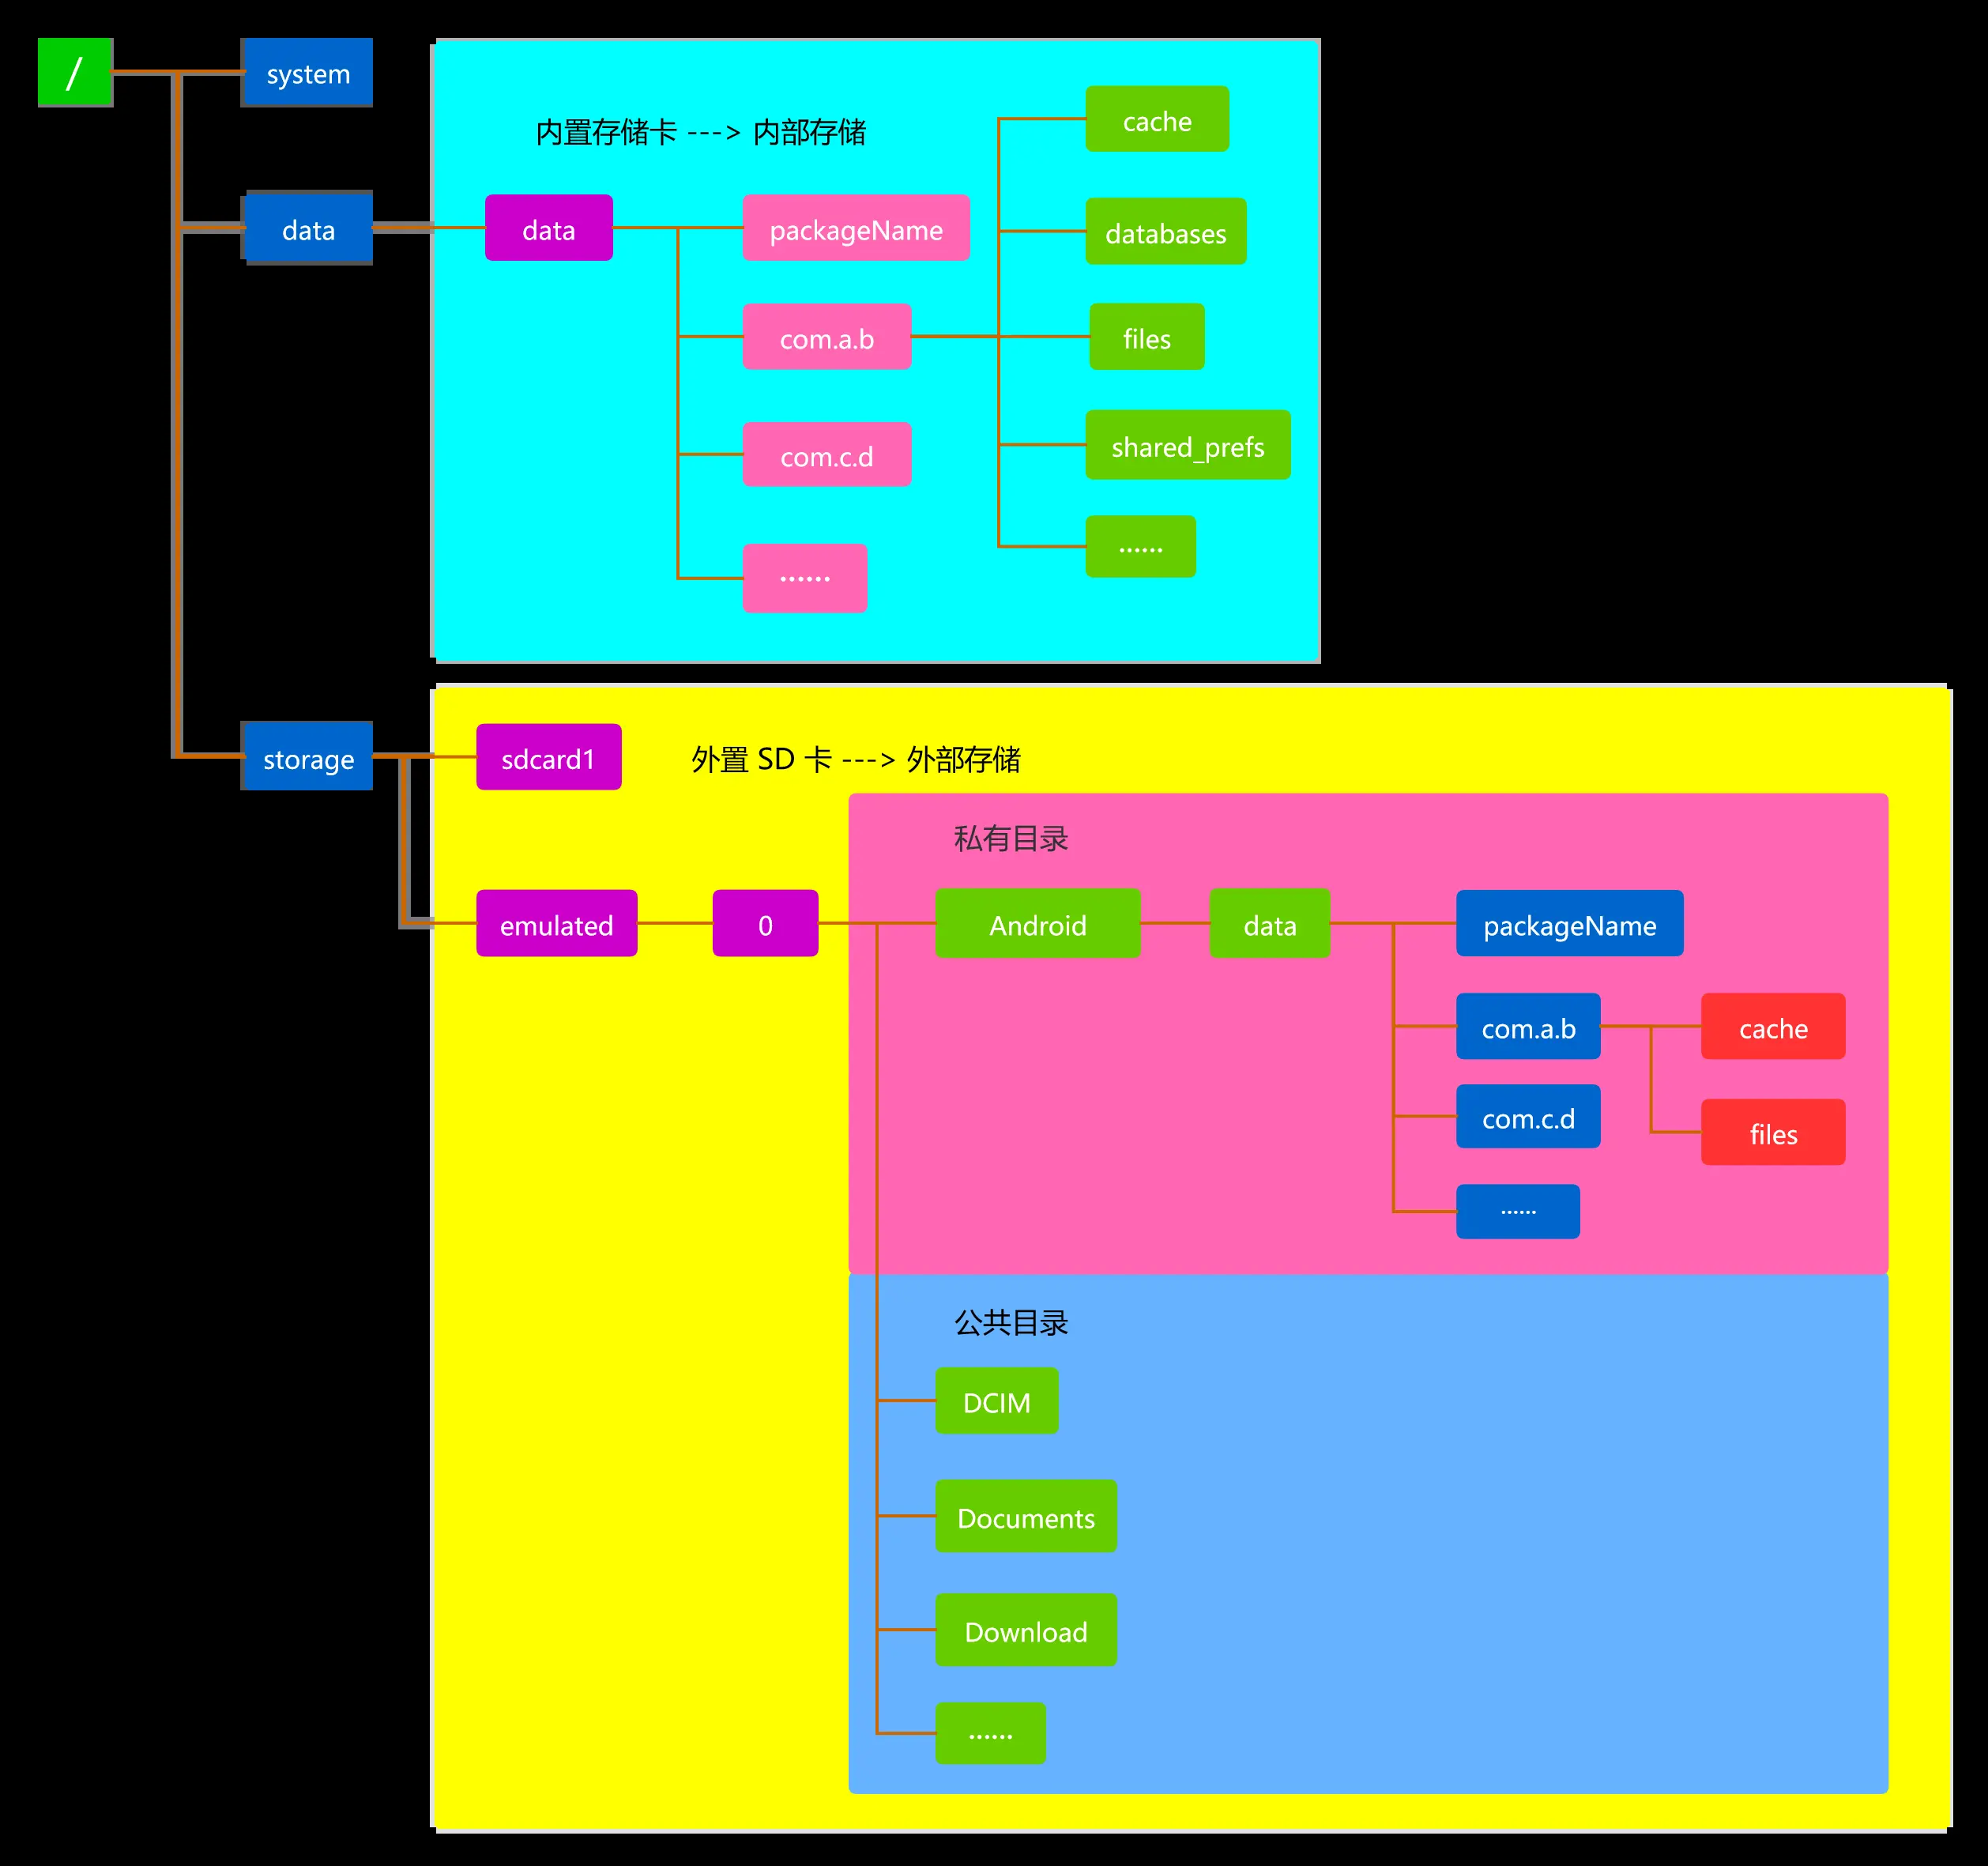 /
system
内置存储卡 ---> 内部存储
cache
data
data
packageName
databases
com.a.b
files
com.c.d
shared_prefs
......
......
storage
sdcard1
外置 SD 卡 ---> 外部存储
私有目录
emulated
0
Android
data
packageName
com.a.b
cache
com.c.d
files
......
公共目录
DCIM
Documents
Download
......